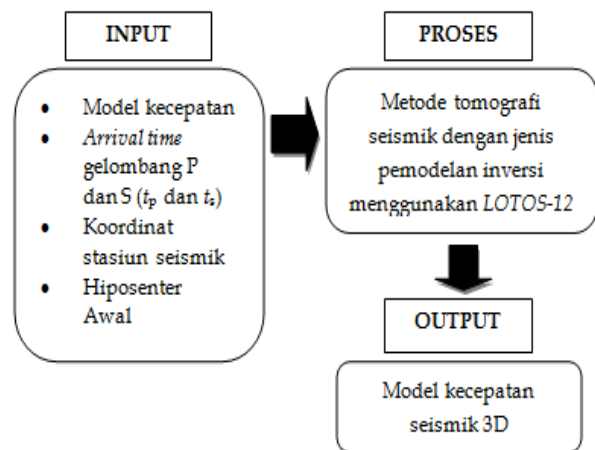 INPUT
• Model kecepatan
• Arrival time
gelombang P
dan S (tp dan ts)
• Koordinat
stasiun seismik
• Hiposenter
Awal
PROSES
Metode tomografi
seismik dengan jenis
pemodelan inversi
menggunakan LOTOS-12
OUTPUT
Model kecepatan
seismik 3D